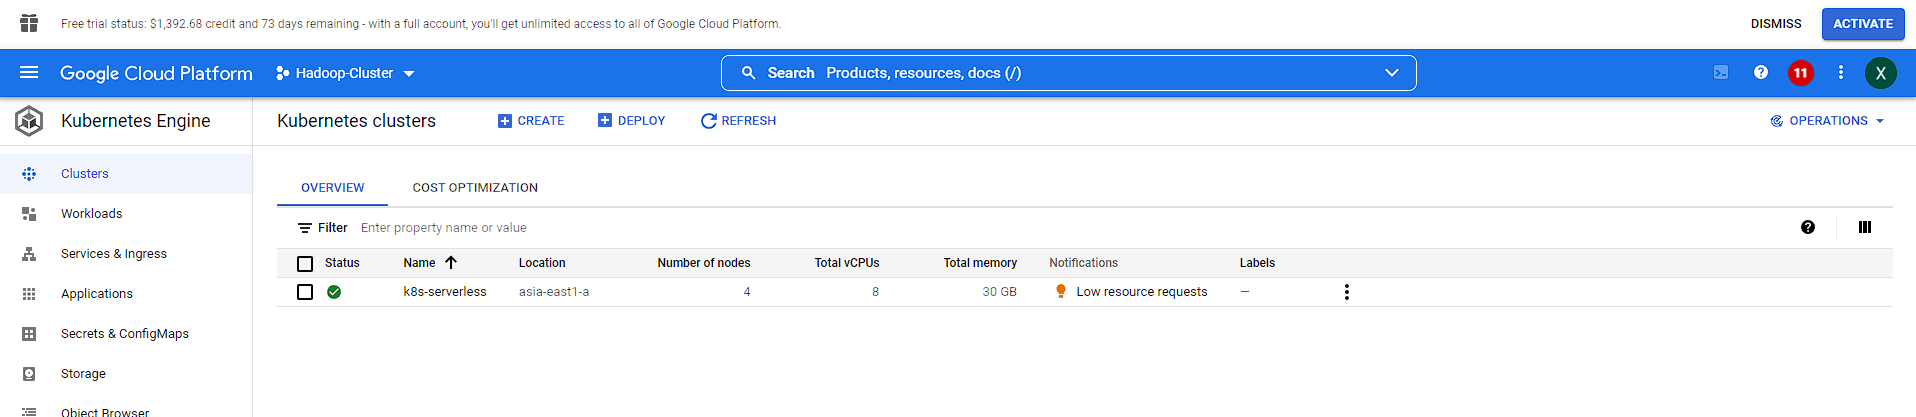 Free trial status: $1,392.68 credit and 73 days remaining - with a full account, you'll get unlimited access to all of Google Cloud Platform.
DISMISS
ACTIVATE
Google Cloud Platform
Hadoop-Cluster
Search Products, resources, docs (/)
11
X
Kubernetes Engine
Kubernetes clusters
CREATE
DEPLOY
REFRESH
OPERATIONS
Clusters
Workloads
Services & Ingress
Applications
Secrets & ConfigMaps
Storage
Object Browser
OVERVIEW
COST OPTIMIZATION
Filter Enter property name or value
Status Name Location Number of nodes Total vCPUs Total memory Notifications Labels
k8s-serverless asia-east1-a 4 8 30 GB Low resource requests —